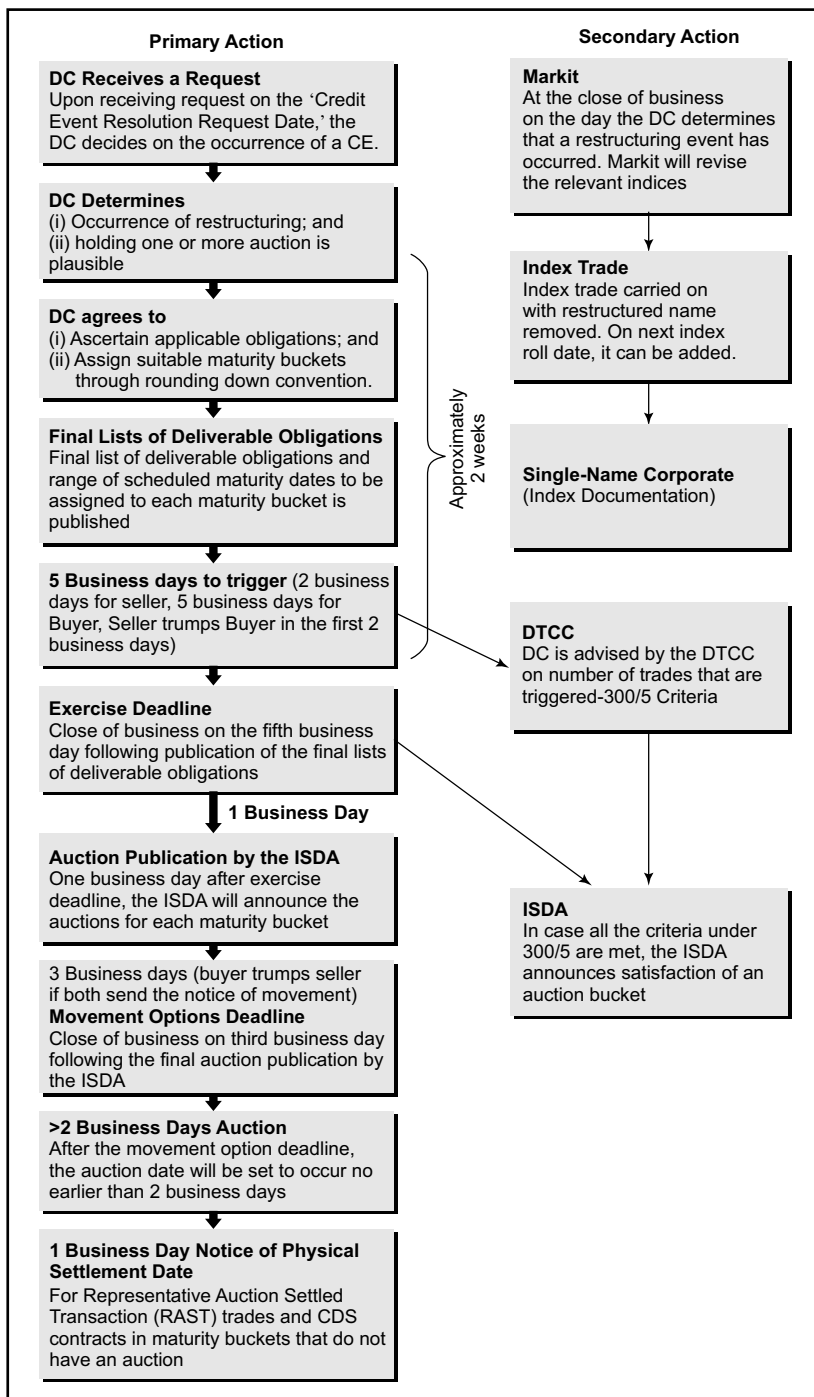 Primary Action
DC Receives a Request
Upon receiving request on the ‘Credit
Event Resolution Request Date,’ the
DC decides on the occurrence of a CE.
DC Determines
(i) Occurrence of restructuring; and
(ii) holding one or more auction is
plausible
DC agrees to
(i) Ascertain applicable obligations; and
(ii) Assign suitable maturity buckets
through rounding down convention.
Final Lists of Deliverable Obligations
Final list of deliverable obligations and
range of scheduled maturity dates to be
assigned to each maturity bucket is
published
5 Business days to trigger (2 business
days for seller, 5 business days for
Buyer, Seller trumps Buyer in the first 2
business days)
Approximately
2 weeks
Exercise Deadline
Close of business on the fifth business
day following publication of the final lists
of deliverable obligations
1 Business Day
Auction Publication by the ISDA
One business day after exercise
deadline, the ISDA will announce the
auctions for each maturity bucket
3 Business days (buyer trumps seller
if both send the notice of movement)
Movement Options Deadline
Close of business on third business day
following the final auction publication by
the ISDA
>2 Business Days Auction
After the movement option deadline,
the auction date will be set to occur no
earlier than 2 business days
1 Business Day Notice of Physical
Settlement Date
For Representative Auction Settled
Transaction (RAST) trades and CDS
contracts in maturity buckets that do not
have an auction
Secondary Action
Markit
At the close of business
on the day the DC determines
that a restructuring event has
occurred. Markit will revise
the relevant indices
Index Trade
Index trade carried on
with restructured name
removed. On next index
roll date, it can be added.
Single-Name Corporate
(Index Documentation)
DTCC
DC is advised by the DTCC
on number of trades that are
triggered-300/5 Criteria
ISDA
In case all the criteria under
300/5 are met, the ISDA
announces satisfaction of an
auction bucket